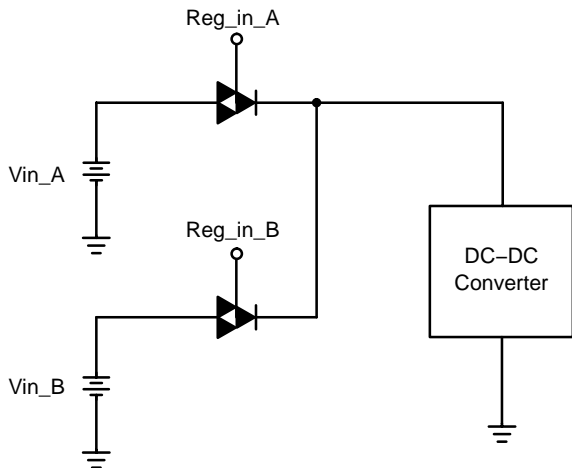 Reg_in_A
Vin_A
Reg_in_B
DC−DC
Converter
Vin_B